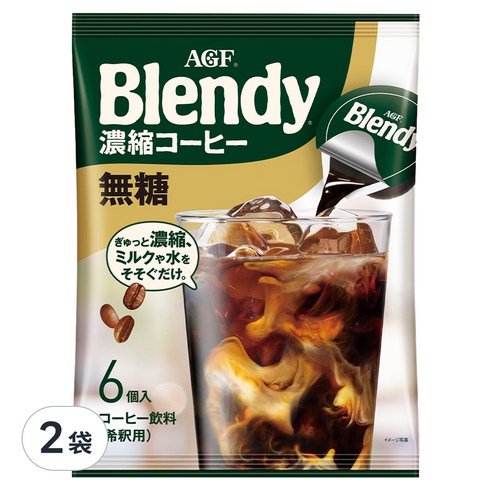 AGF®
Blendy®
濃縮コーヒー
無糖
AGF
Blendy
ぎゅっと濃縮、
ミルクや水を
そそぐだけ。
6個入
コーヒー飲料
(希釈用)
イメージ写真
2袋